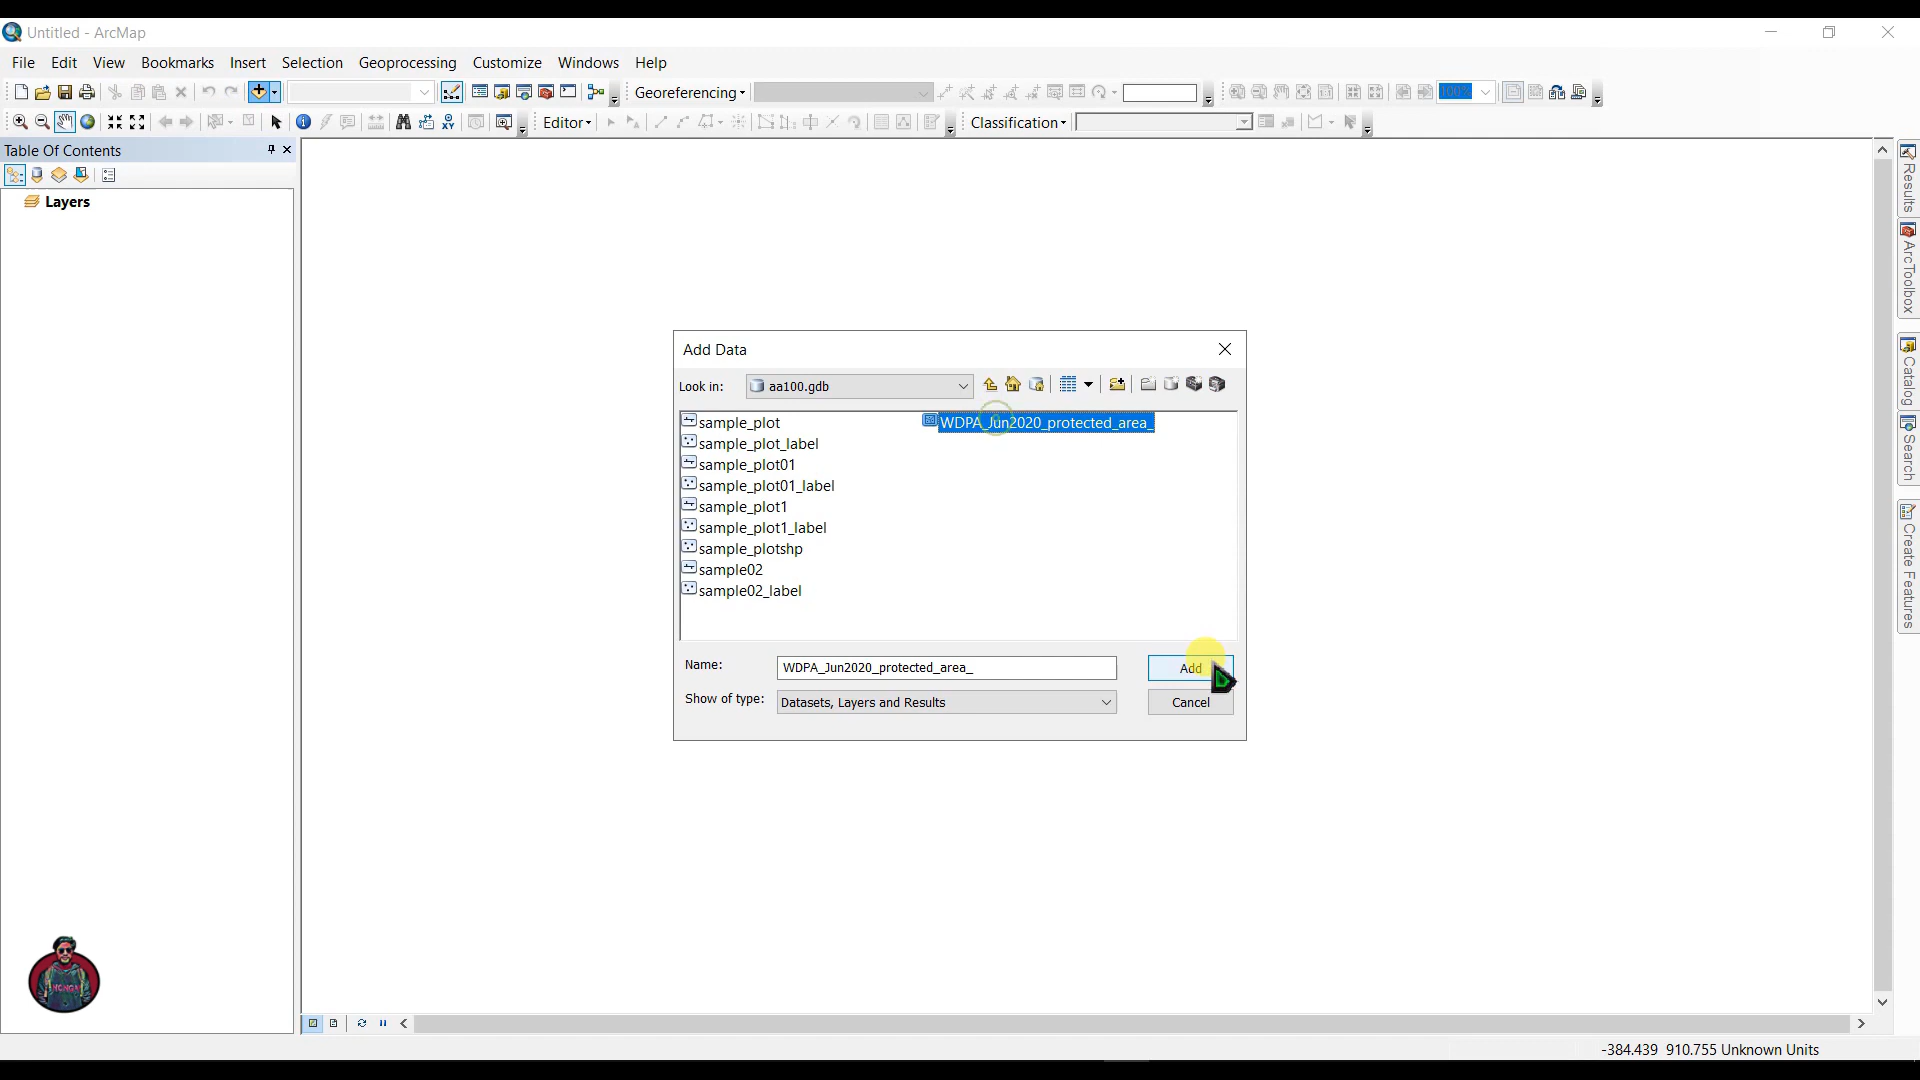 Untitled - ArcMap
File Edit View Bookmarks Insert Selection Geoprocessing Customize Windows Help
Georeferencing 100%
Editor Classification
Table Of Contents
Layers
Add Data
Look in: aa100.gdb
sample_plot WDPA_Jun2020_protected_area_
sample_plot_label
sample_plot01
sample_plot01_label
sample_plot1
sample_plot1_label
sample_plotshp
sample02
sample02_label
Name: WDPA_Jun2020_protected_area_ Add
Show of type: Datasets, Layers and Results Cancel
Results
ArcToolbox
Catalog
Search
Create Features
-384.439 910.755 Unknown Units